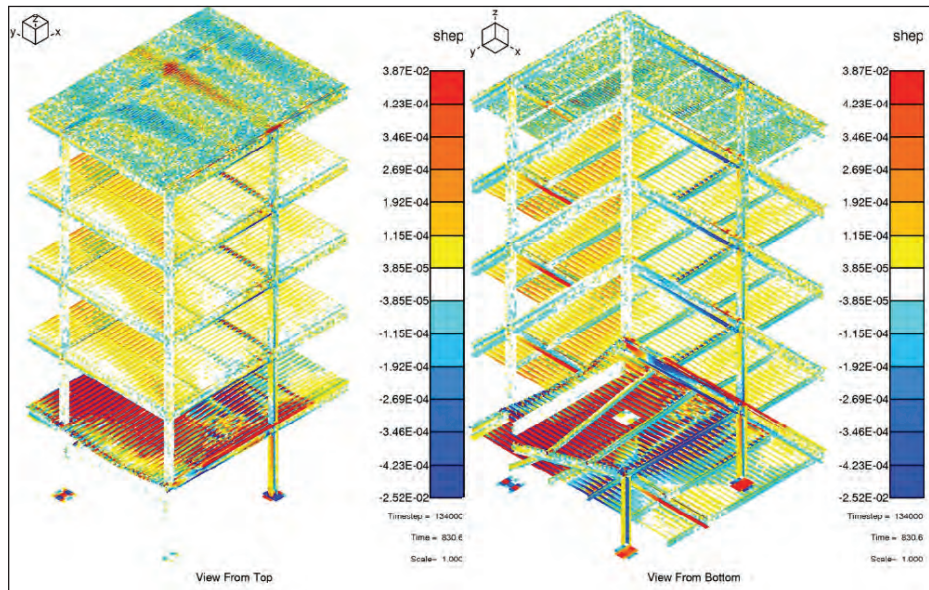 z
y
x
shep
3.87E-02
4.23E-04
3.46E-04
2.69E-04
1.92E-04
1.15E-04
3.85E-05
-3.85E-05
-1.15E-04
-1.92E-04
-2.69E-04
-3.46E-04
-4.23E-04
-2.52E-02
Timestep = 134000
Time = 830.6
Scale= 1.000
View From Top
z
y
x
shep
3.87E-02
4.23E-04
3.46E-04
2.69E-04
1.92E-04
1.15E-04
3.85E-05
-3.85E-05
-1.15E-04
-1.92E-04
-2.69E-04
-3.46E-04
-4.23E-04
-2.52E-02
Timestep = 134000
Time = 830.6
Scale= 1.000
View From Bottom